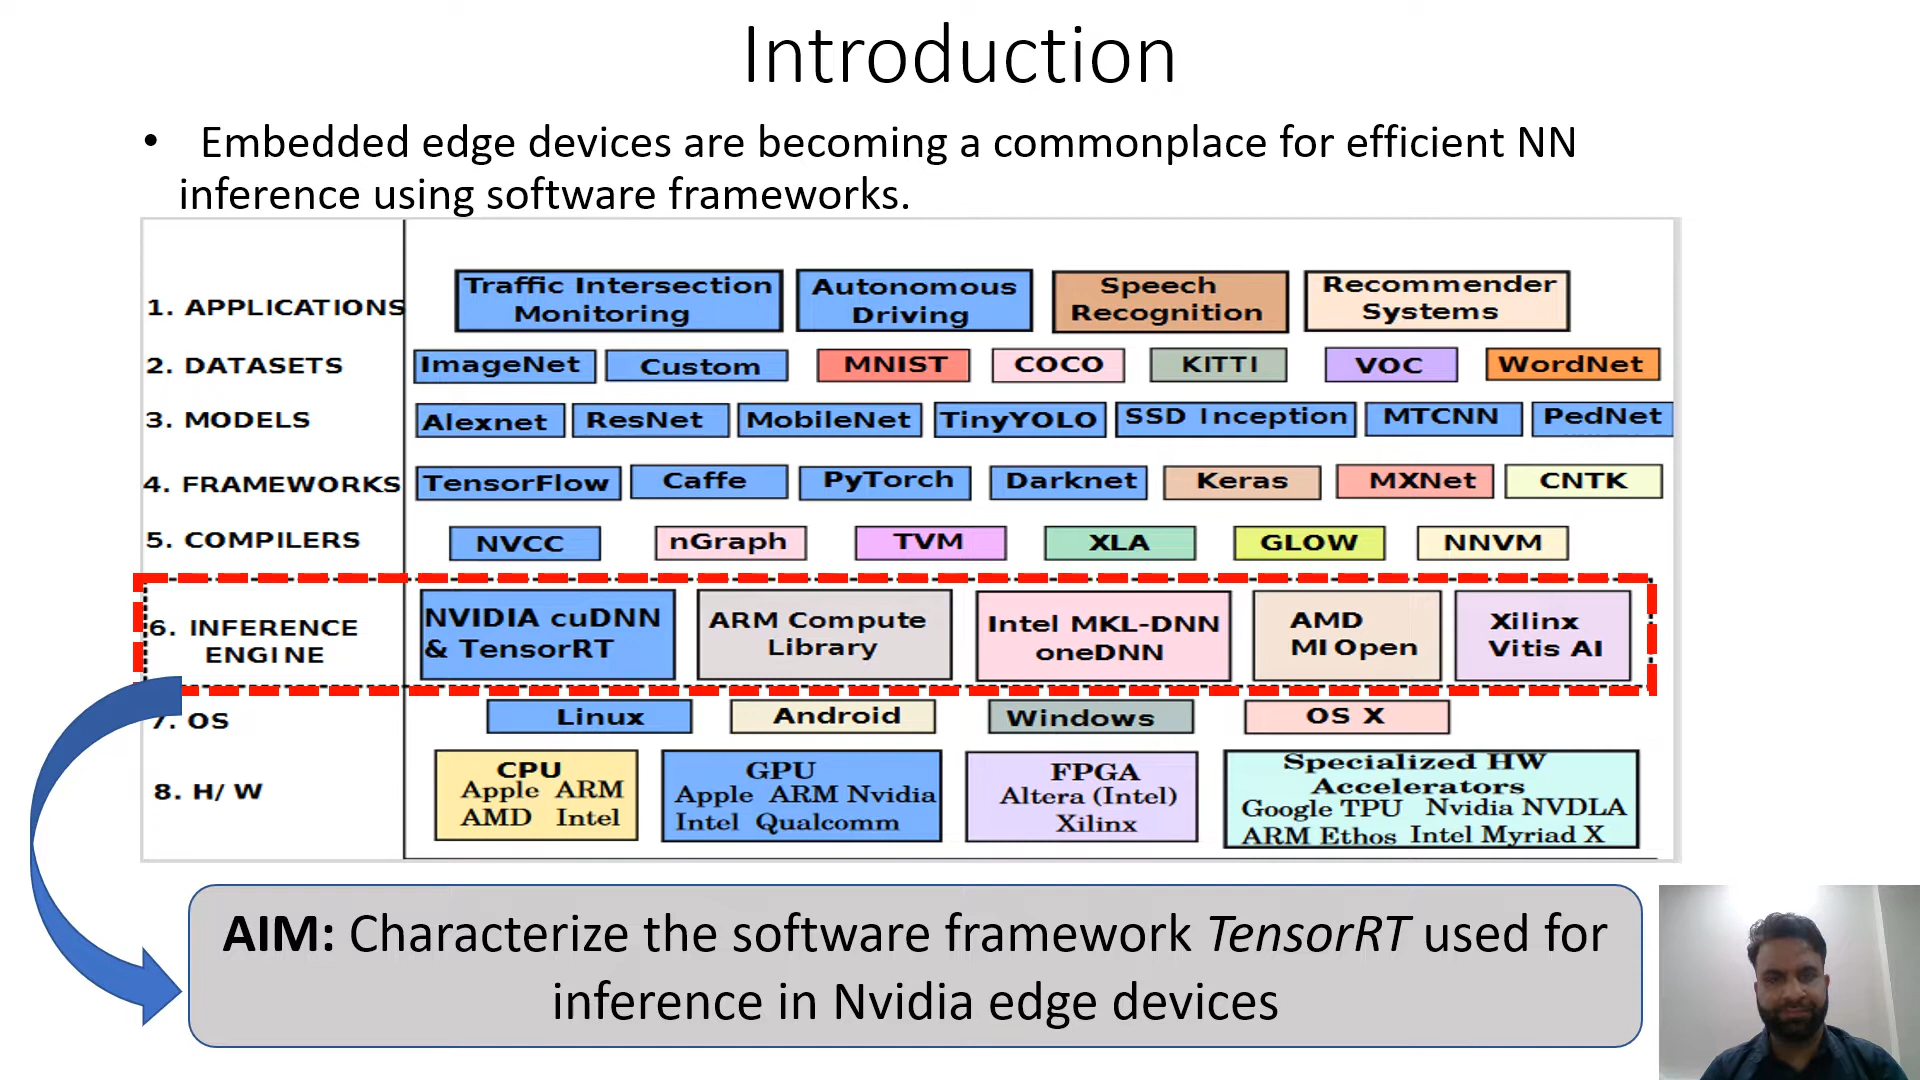 Introduction
• Embedded edge devices are becoming a commonplace for efficient NN
inference using software frameworks.
1. APPLICATIONS
Traffic Intersection
Monitoring
Autonomous
Driving
Speech
Recognition
Recommender
Systems
2. DATASETS
ImageNet
Custom
MNIST
COCO
KITTI
VOC
WordNet
3. MODELS
Alexnet
ResNet
MobileNet
TinyYOLO
SSD Inception
MTCNN
PedNet
4. FRAMEWORKS
TensorFlow
Caffe
PyTorch
Darknet
Keras
MXNet
CNTK
5. COMPILERS
NVCC
nGraph
TVM
XLA
GLOW
NNVM
6. INFERENCE
ENGINE
NVIDIA cuDNN
& TensorRT
ARM Compute
Library
Intel MKL-DNN
oneDNN
AMD
MIOpen
Xilinx
Vitis AI
7. OS
Linux
Android
Windows
OS X
8. H/W
CPU
Apple ARM
AMD Intel
GPU
Apple ARM Nvidia
Intel Qualcomm
FPGA
Altera (Intel)
Xilinx
Specialized HW
Accelerators
Google TPU Nvidia NVDLA
ARM Ethos Intel Myriad X
AIM: Characterize the software framework TensorRT used for
inference in Nvidia edge devices